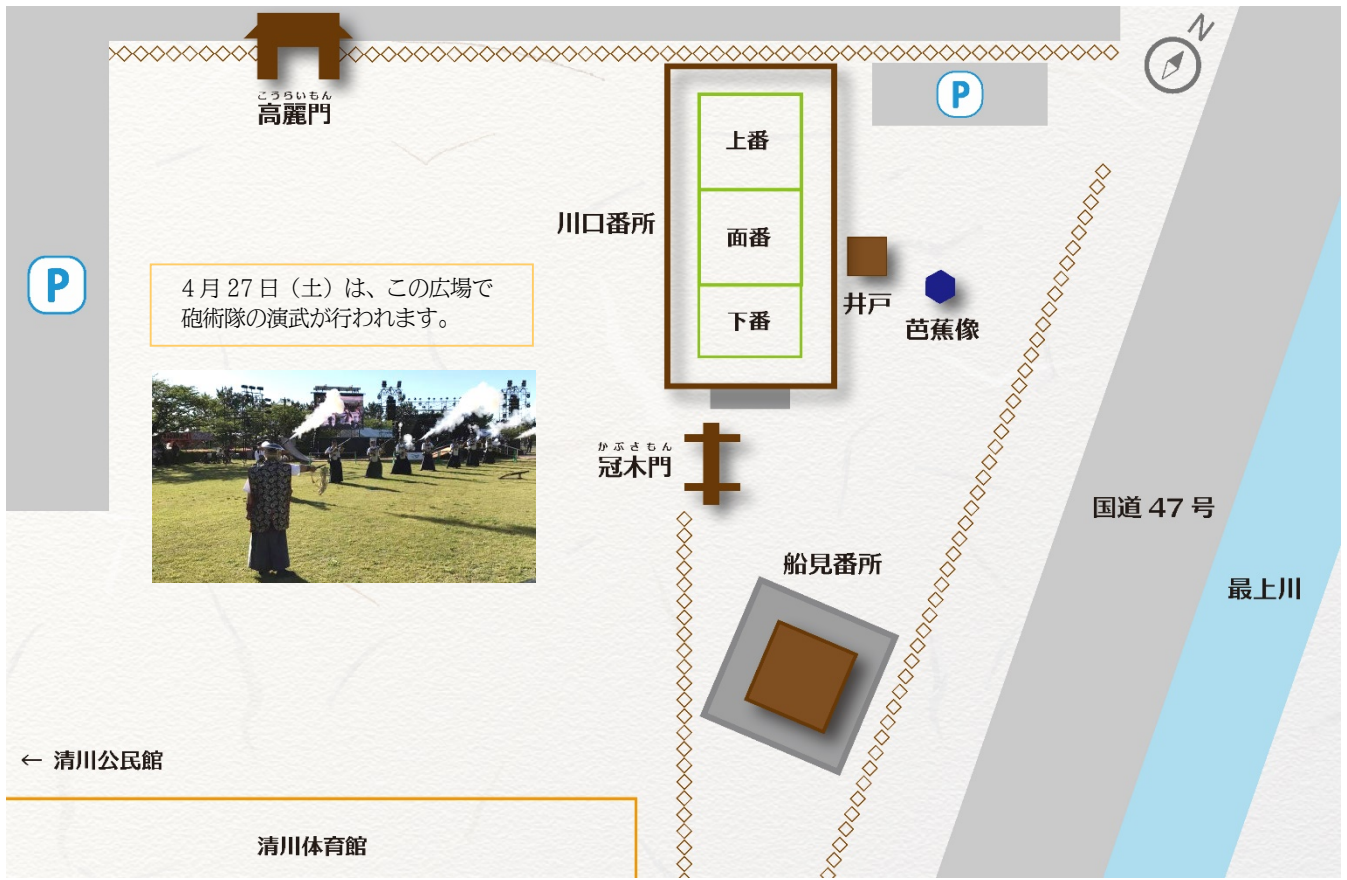 N
こうらいもん
高麗門
P
上番
川口番所
面番
P
4月27日（土）は、この広場で
砲術隊の演武が行われます。
井戸
下番
芭蕉像
かぶきもん
冠木門
国道47号
船見番所
最上川
← 清川公民館
清川体育館